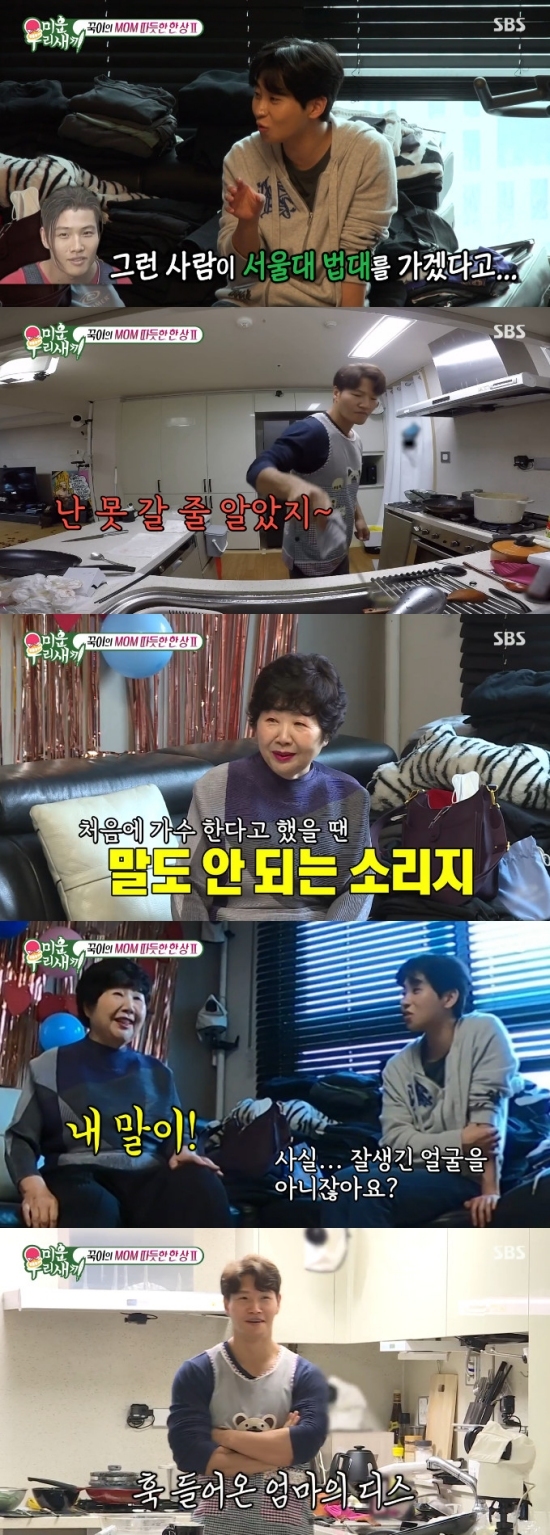 미운
우리새끼
꾹이의 MOM 따뜻한 한 상 Ⅱ
SBS
그런 사람이 서울대 법대를 가겠다고...
미운
우리새끼
꾹이의 MOM 따뜻한 한 상 Ⅱ
SBS
난 못 갈 줄 알았지~
미운
우리새끼
꾹이의 MOM 따뜻한 한 상 Ⅱ
SBS
처음에 가수 한다고 했을 땐
말도 안 되는 소리지
미운
우리새끼
꾹이의 MOM 따뜻한 한 상 Ⅱ
내 말이!
사실... 잘생긴 얼굴을
아니잖아요?
미운
우리새끼
꾹이의 MOM 따뜻한 한 상 Ⅱ
SBS
훅 들어온 엄마의 디스